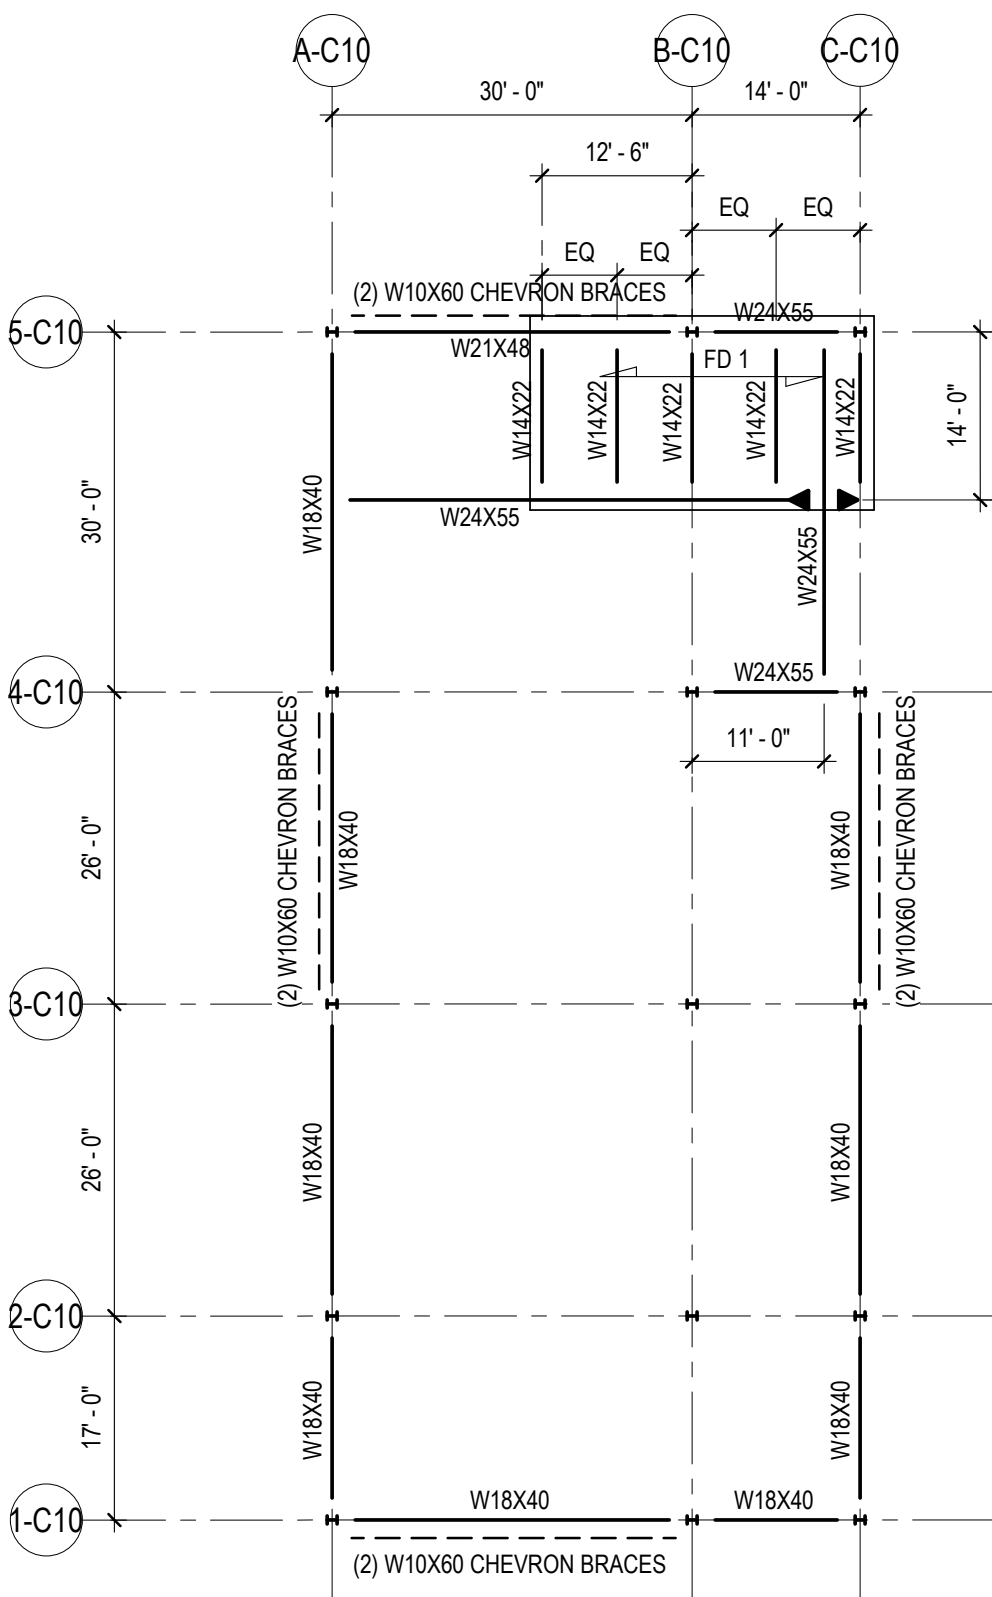 A-C10
B-C10
C-C10
30' - 0"
14' - 0"
12' - 6"
EQ
EQ
EQ
EQ
(2) W10X60 CHEVRON BRACES
W24X55
5-C10
W21X48
FD 1
W14X22
W14X22
W14X22
W14X22
W14X22
14' - 0"
30' - 0"
W18X40
W24X55
W24X55
4-C10
W24X55
11' - 0"
(2) W10X60 CHEVRON BRACES
(2) W10X60 CHEVRON BRACES
26' - 0"
W18X40
W18X40
3-C10
26' - 0"
W18X40
W18X40
2-C10
17' - 0"
W18X40
W18X40
W18X40
W18X40
1-C10
(2) W10X60 CHEVRON BRACES